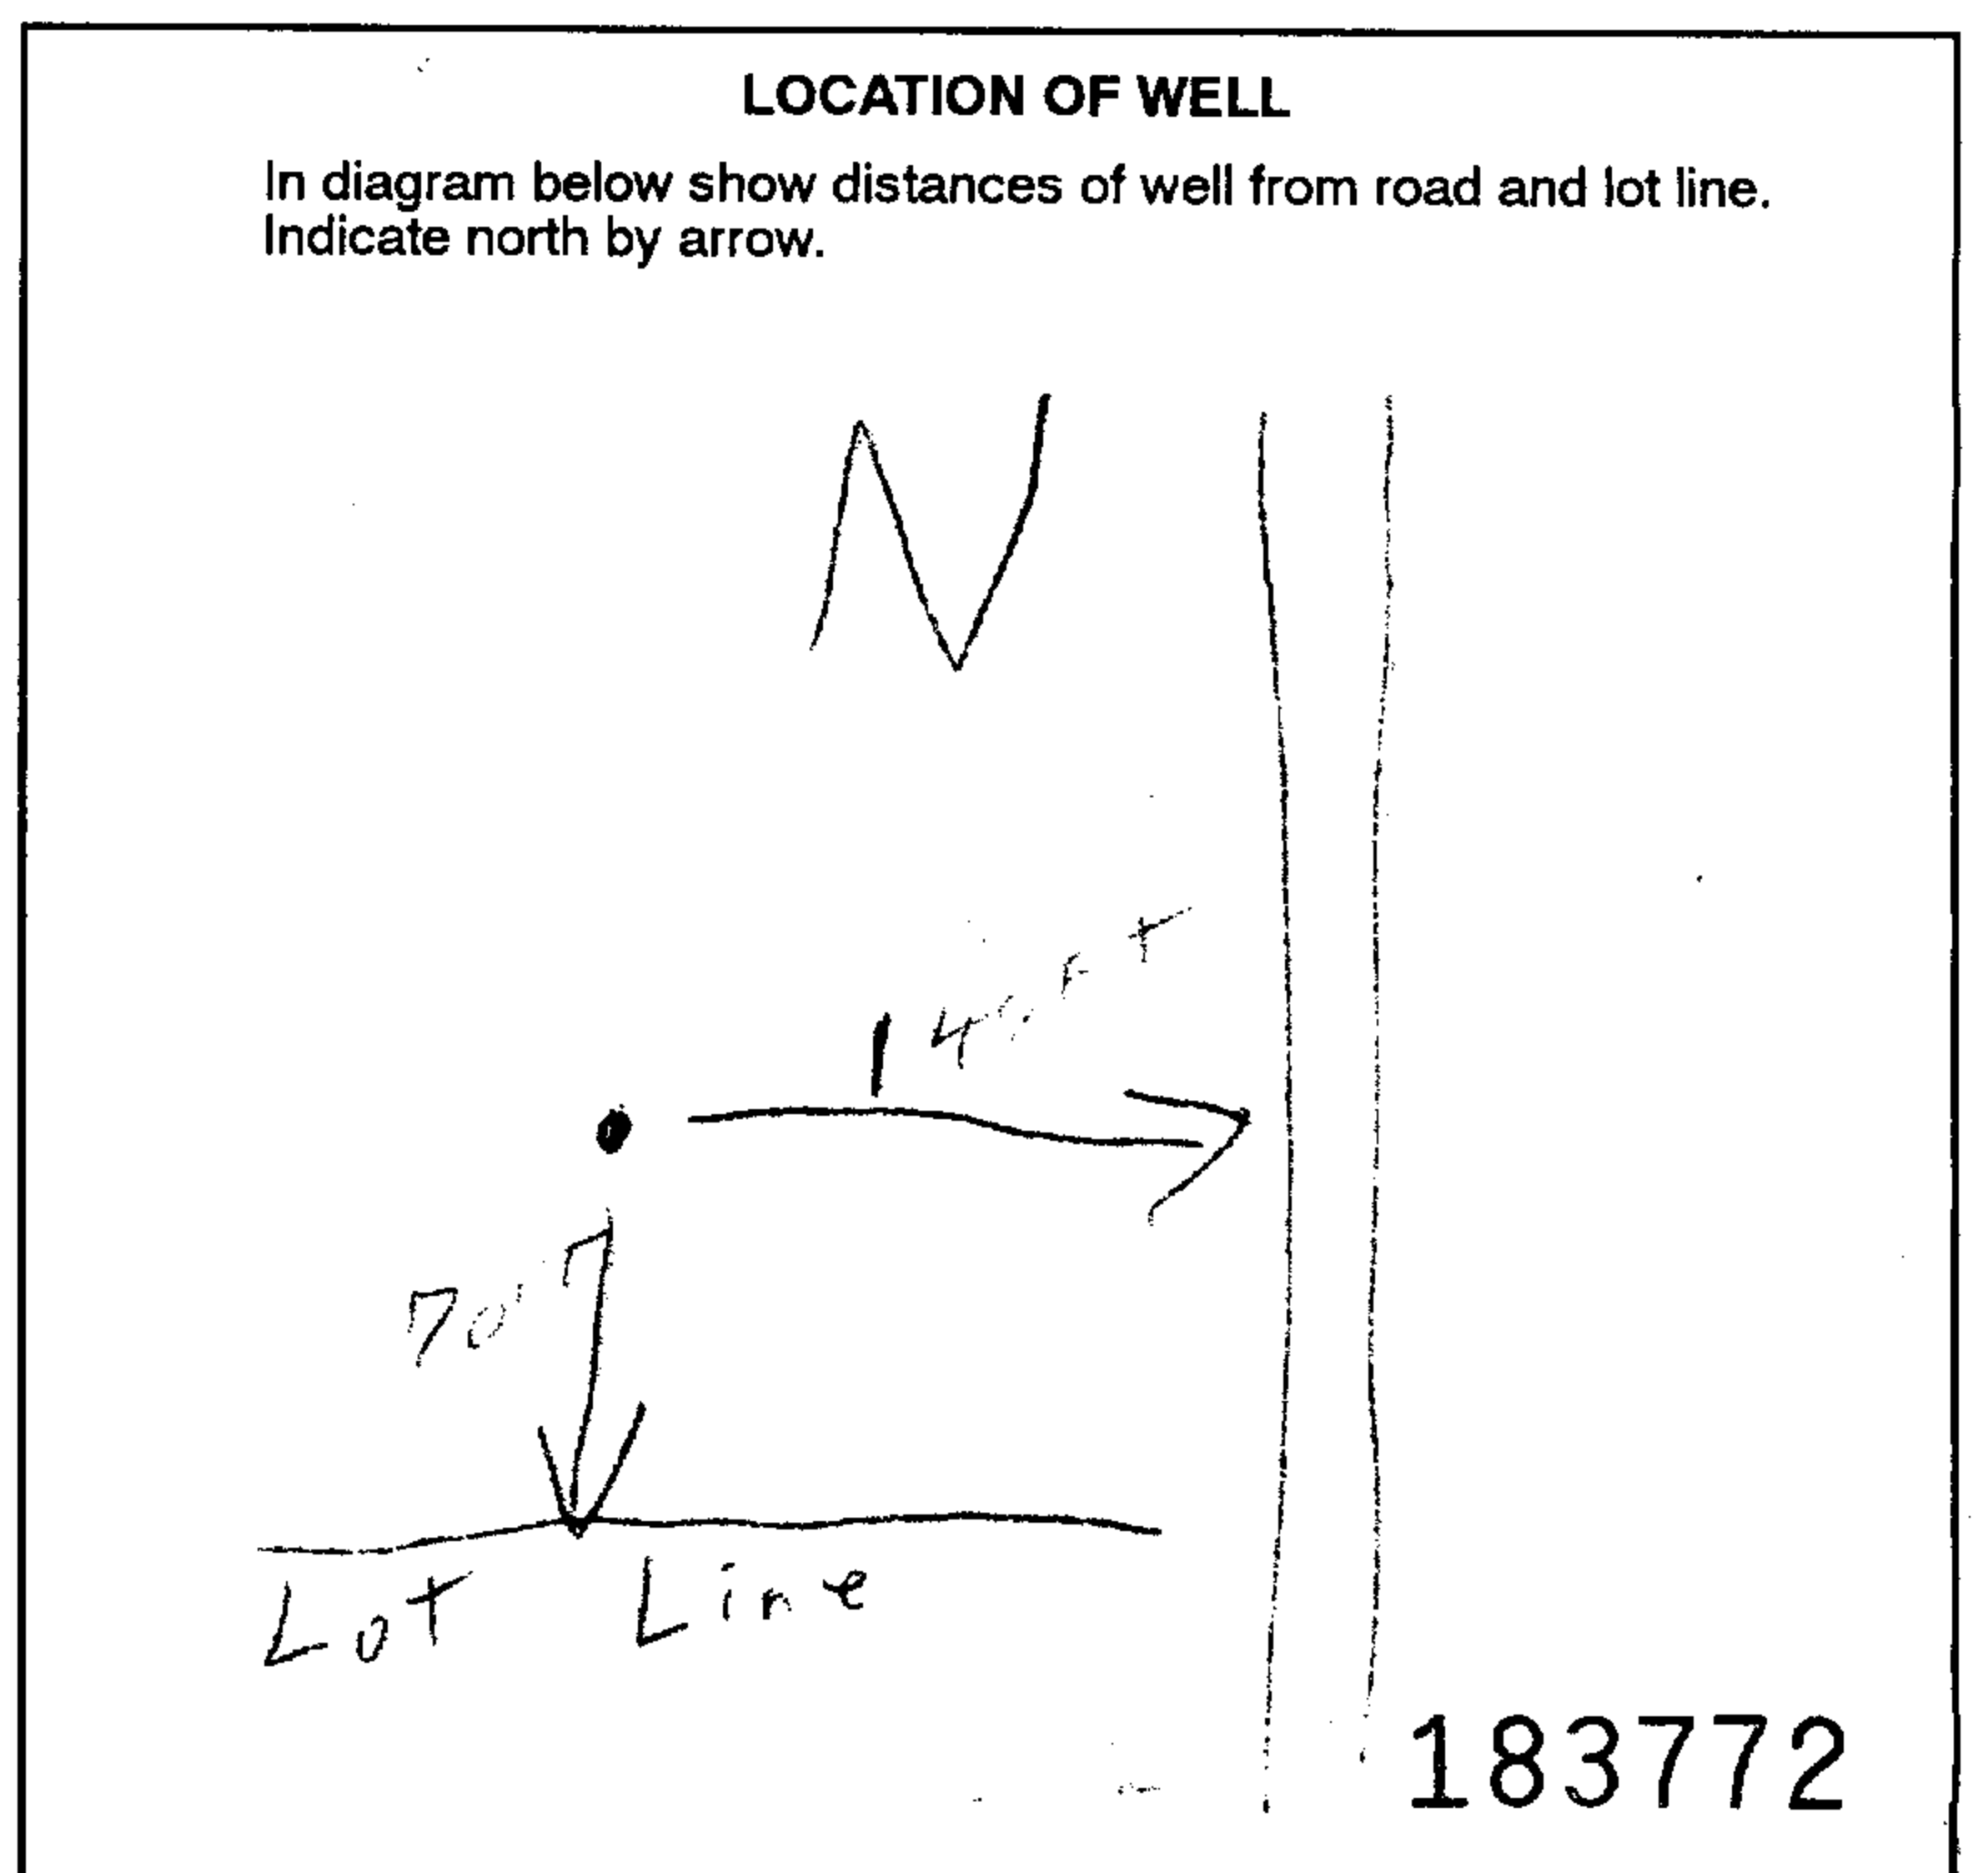 LOCATION OF WELL
In diagram below show distances of well from road and lot line.
Indicate north by arrow.
N
70'
Lot Line
183772